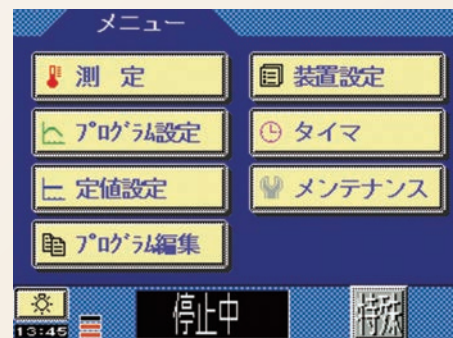 メニュー
測 定
プログラム設定
定値設定
プログラム編集
装置設定
タイマ
メンテナンス
13:45
停止中
特殊